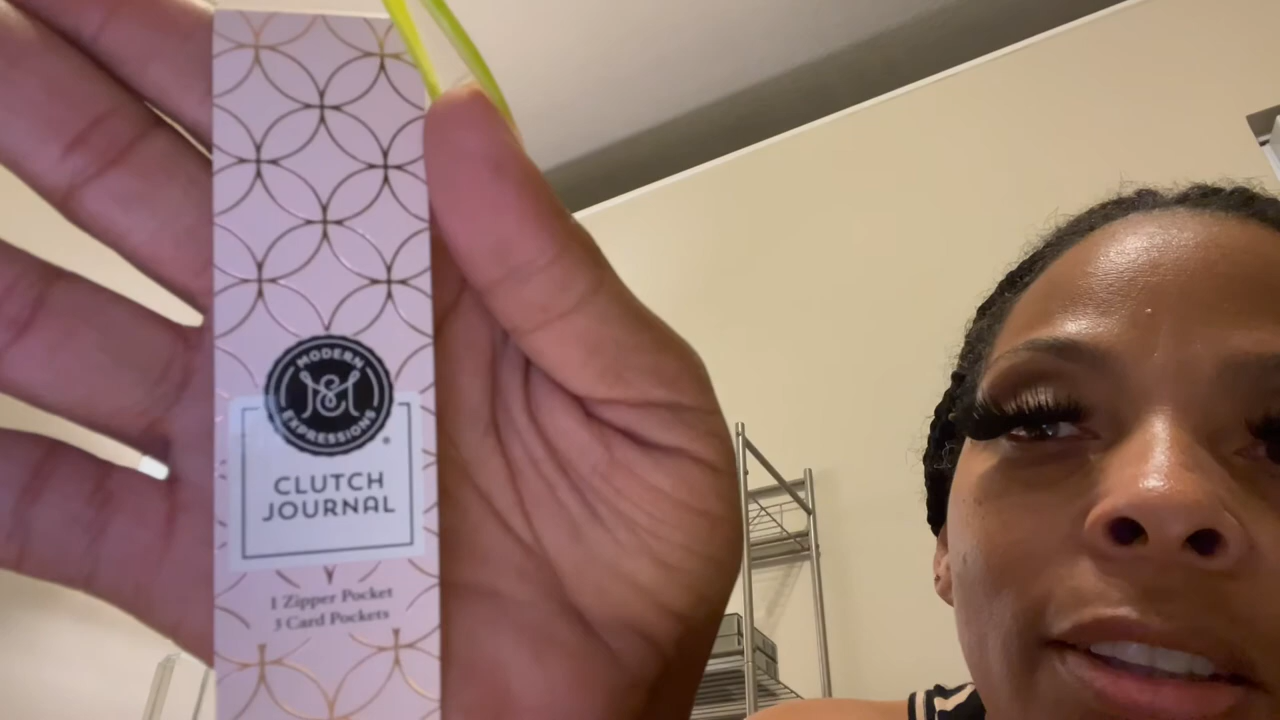 MODERN
EXPRESSIONS
CLUTCH
JOURNAL
1 Zipper Pocket
3 Card Pockets